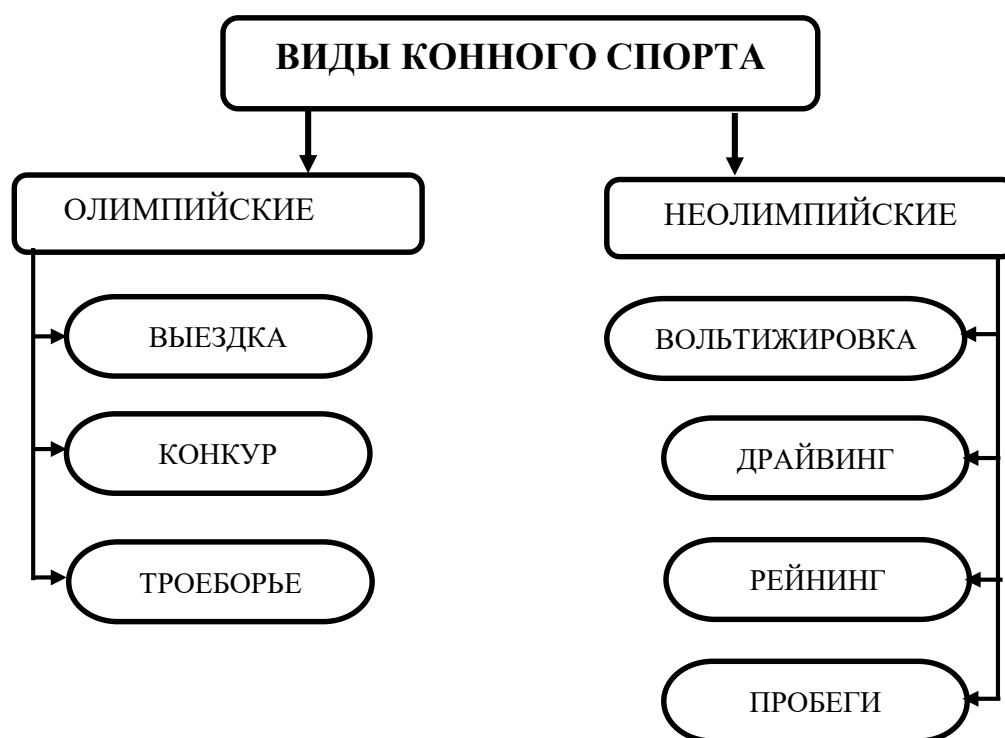 ВИДЫ КОННОГО СПОРТА
ОЛИМПИЙСКИЕ
НЕОЛИМПИЙСКИЕ
ВЫЕЗДКА
КОНКУР
ТРОЕБОРЬЕ
ВОЛЬТИЖИРОВКА
ДРАЙВИНГ
РЕЙНИНГ
ПРОБЕГИ